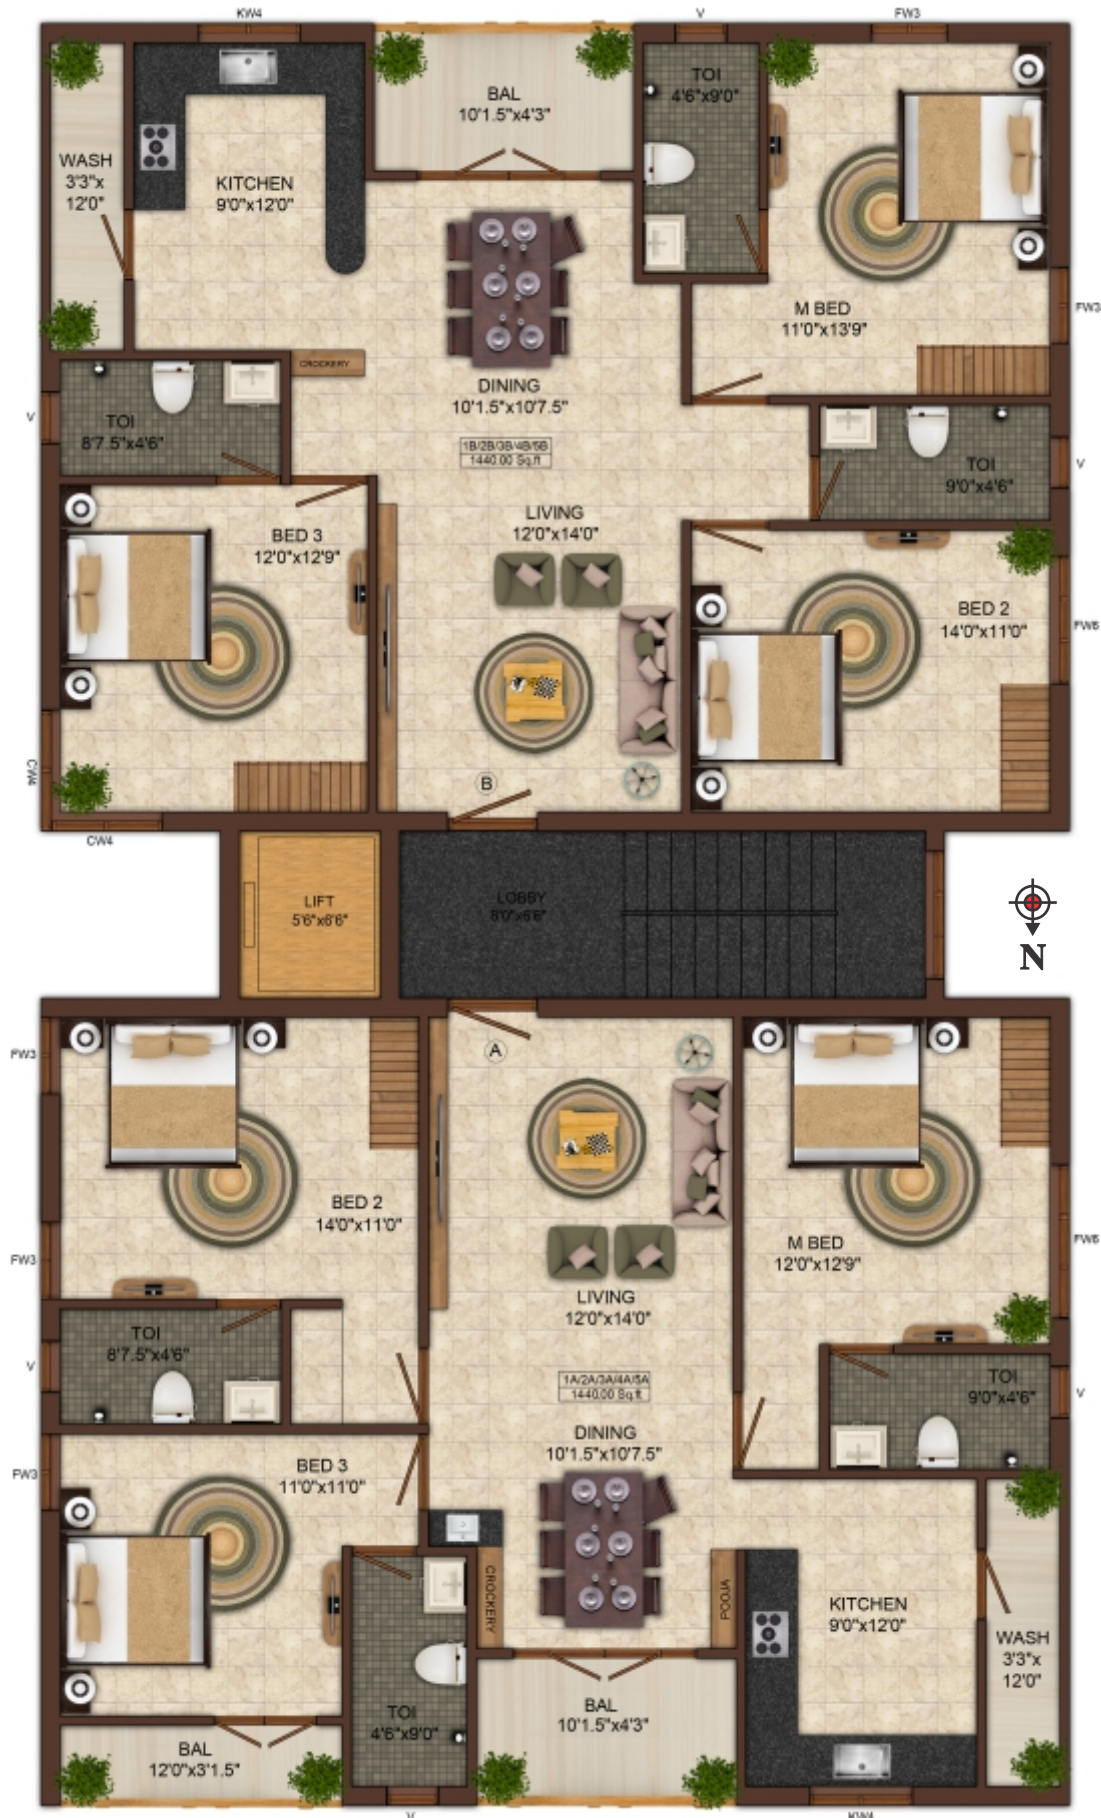 KW4
V
FW3
BAL
10'1.5"x4'3"
TOI
4'6"x9'0"
WASH
3'3"x
12'0"
KITCHEN
9'0"x12'0"
M BED
11'0"x13'9"
FW3
CROCKERY
DINING
10'1.5"x10'7.5"
V
TOI
8'7.5"x4'6"
1B/2B/3B/4B/5B
1440.00 Sq.ft
TOI
9'0"x4'6"
V
LIVING
12'0"x14'0"
BED 3
12'0"x12'9"
BED 2
14'0"x11'0"
FW5
CW4
B
CW4
LIFT
5'6"x6'6"
LOBBY
8'0"x6'6"
N
FW3
A
BED 2
14'0"x11'0"
M BED
12'0"x12'9"
FW5
FW3
LIVING
12'0"x14'0"
TOI
8'7.5"x4'6"
V
1A/2A/3A/4A/5A
1440.00 Sq.ft
TOI
9'0"x4'6"
V
DINING
10'1.5"x10'7.5"
BED 3
11'0"x11'0"
FW3
CROCKERY
POOJA
KITCHEN
9'0"x12'0"
WASH
3'3"x
12'0"
TOI
4'6"x9'0"
BAL
10'1.5"x4'3"
BAL
12'0"x3'1.5"
V
KW4